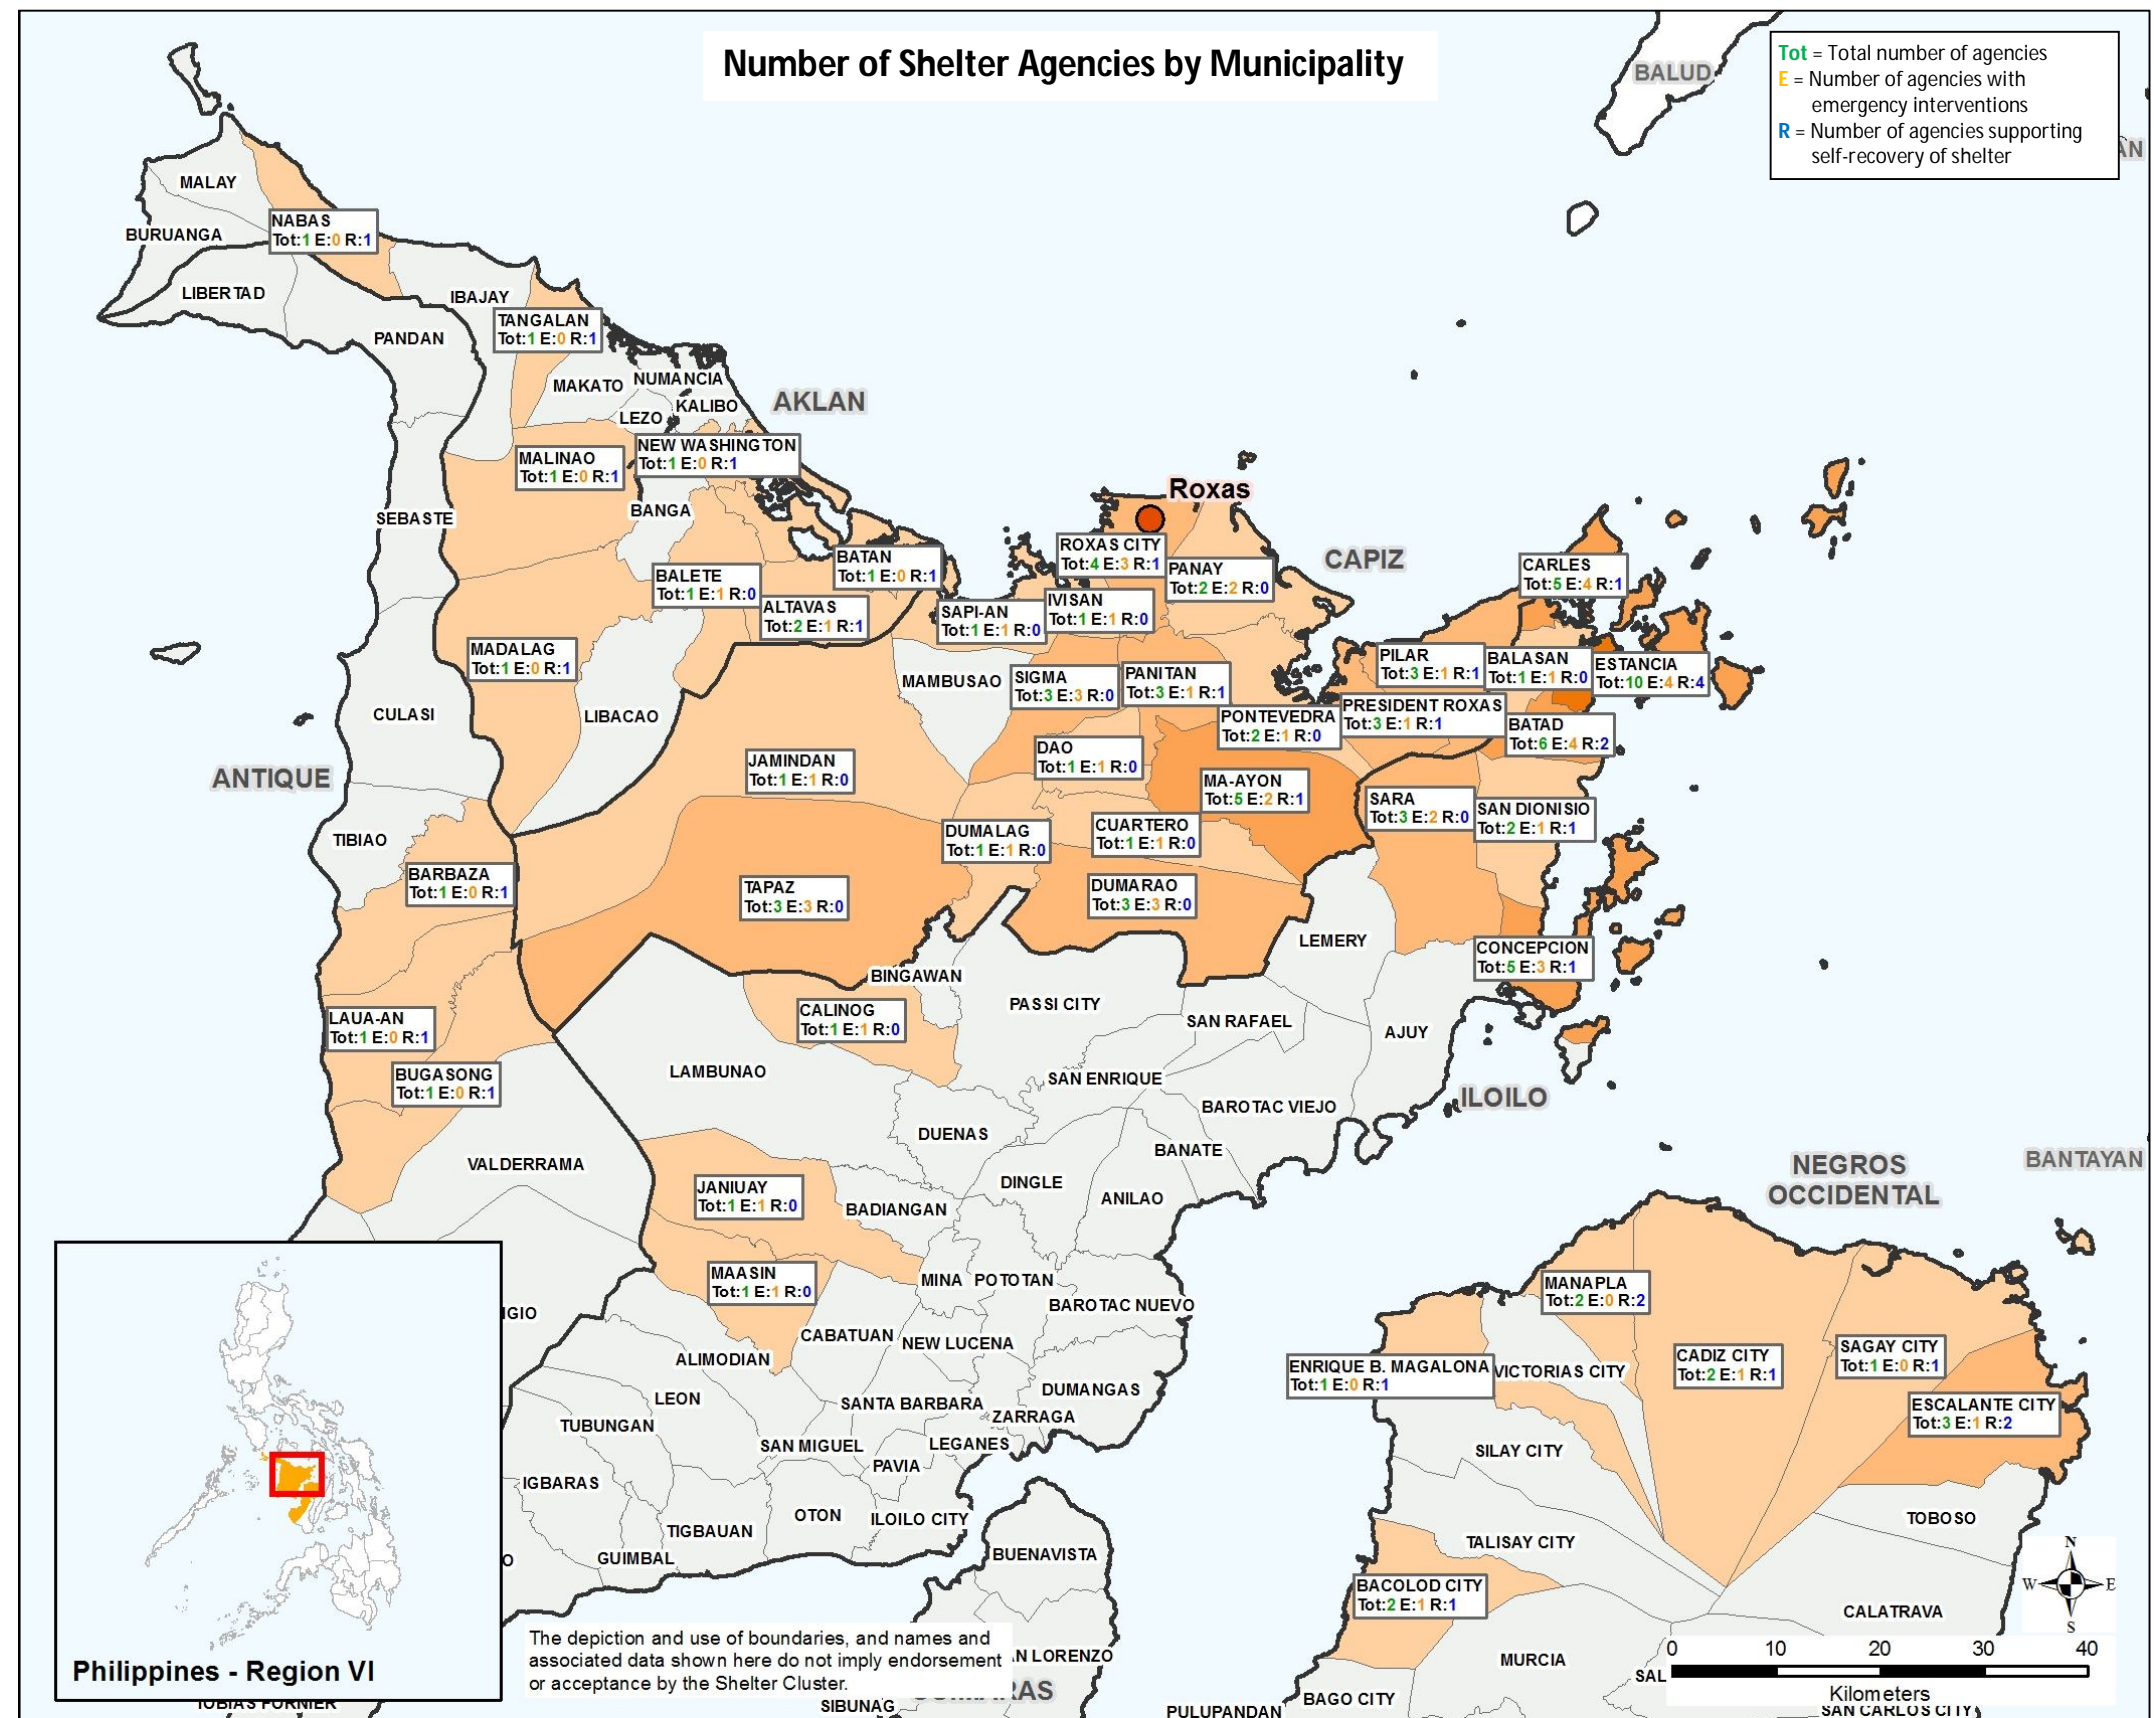 Number of Shelter Agencies by Municipality
Tot = Total number of agencies
E = Number of agencies with
emergency interventions
R = Number of agencies supporting
self-recovery of shelter
BALUD
AN
MALAY
NABAS
Tot:1 E:0 R:1
BURUANGA
LIBERTAD
IBAJAY
PANDAN
TANGALAN
Tot:1 E:0 R:1
MAKATO
NUMANCIA
LEZO
KALIBO
AKLAN
MALINAO
Tot:1 E:0 R:1
NEW WASHINGTON
Tot:1 E:0 R:1
BANGA
SEBASTE
BATAN
Tot:1 E:0 R:1
BALETE
Tot:1 E:1 R:0
ALTAVAS
Tot:2 E:1 R:1
Roxas
ROXAS CITY
Tot:4 E:3 R:1
PANAY
Tot:2 E:2 R:0
CAPIZ
IVISAN
Tot:1 E:1 R:0
SAPI-AN
Tot:1 E:1 R:0
CARLES
Tot:5 E:4 R:1
MADALAG
Tot:1 E:0 R:1
LIBACAO
CULASI
MAMBUSAO
SIGMA
Tot:3 E:3 R:0
PANITAN
Tot:3 E:1 R:1
PILAR
Tot:3 E:1 R:1
BALASAN
Tot:1 E:1 R:0
ESTANCIA
Tot:10 E:4 R:4
PONTEVEDRA
Tot:2 E:1 R:0
PRESIDENT ROXAS
Tot:3 E:1 R:1
BATAD
Tot:6 E:4 R:2
ANTIQUE
JAMINDAN
Tot:1 E:1 R:0
DAO
Tot:1 E:1 R:0
MA-AYON
Tot:5 E:2 R:1
SARA
Tot:3 E:2 R:0
SAN DIONISIO
Tot:2 E:1 R:1
TIBIAO
DUMALAG
Tot:1 E:1 R:0
CUARTERO
Tot:1 E:1 R:0
BARBAZA
Tot:1 E:0 R:1
TAPAZ
Tot:3 E:3 R:0
DUMARAO
Tot:3 E:3 R:0
LEMERY
CONCEPCION
Tot:5 E:3 R:1
BINGAWAN
PASSI CITY
CALINOG
Tot:1 E:1 R:0
LAUA-AN
Tot:1 E:0 R:1
SAN RAFAEL
AJUY
BUGASONG
Tot:1 E:0 R:1
LAMBUNAO
SAN ENRIQUE
ILOILO
BAROTAC VIEJO
DUENAS
BANATE
VALDERRAMA
DINGLE
ANILAO
JANIUAY
Tot:1 E:1 R:0
BADIANGAN
NEGROS
OCCIDENTAL
BANTAYAN
MAASIN
Tot:1 E:1 R:0
MINA
POTOTAN
BAROTAC NUEVO
IGIO
CABATUAN
NEW LUCENA
ALIMODIAN
LEON
DUMANGAS
SANTA BARBARA
ZARRAGA
TUBUNGAN
SAN MIGUEL
LEGANES
PAVIA
IGBARAS
OTON
ILOILO CITY
TIGBAUAN
GUIMBAL
O
BUENAVISTA
MANAPLA
Tot:2 E:0 R:2
ENRIQUE B. MAGALONA
Tot:1 E:0 R:1
VICTORIAS CITY
CADIZ CITY
Tot:2 E:1 R:1
SAGAY CITY
Tot:1 E:0 R:1
ESCALANTE CITY
Tot:3 E:1 R:2
SILAY CITY
TALISAY CITY
TOBOSO
BACOLOD CITY
Tot:2 E:1 R:1
CALATRAVA
N
W E
S
MURCIA
SAL
0 10 20 30 40
Kilometers
SAN CARLOS CITY
BAGO CITY
PULUPANDAN
The depiction and use of boundaries, and names and
associated data shown here do not imply endorsement
or acceptance by the Shelter Cluster.
AN LORENZO
RAS
SIBUNAG
Philippines - Region VI
TOBIAS FORNIER